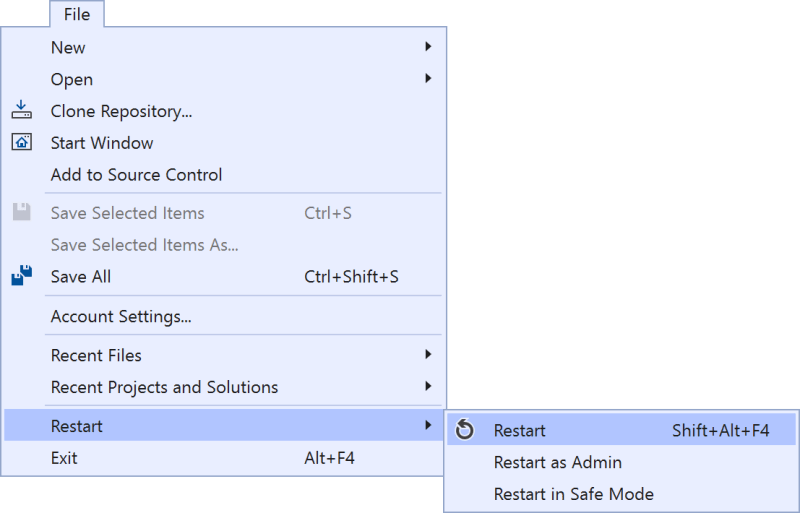 File
New
Open
Clone Repository...
Start Window
Add to Source Control
Save Selected Items Ctrl+S
Save Selected Items As...
Save All Ctrl+Shift+S
Account Settings...
Recent Files
Recent Projects and Solutions
Restart
Exit Alt+F4
Restart Shift+Alt+F4
Restart as Admin
Restart in Safe Mode